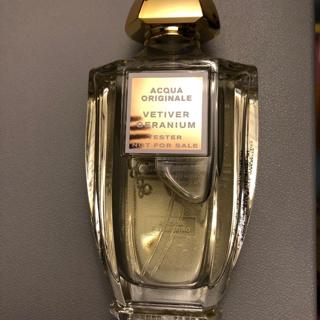 ACQUA
ORIGINALE
VETIVER
GERANIUM
TESTER
NOT FOR SALE